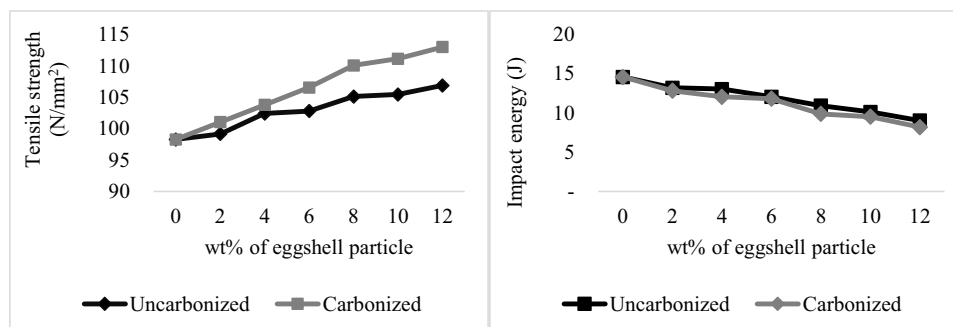 Tensile strength
(N/mm²)
115
110
105
100
95
90
0 2 4 6 8 10 12
wt% of eggshell particle
Uncarbonized Carbonized
Impact energy (J)
20
15
10
5
-
0 2 4 6 8 10 12
wt% of eggshell particle
Uncarbonized Carbonized